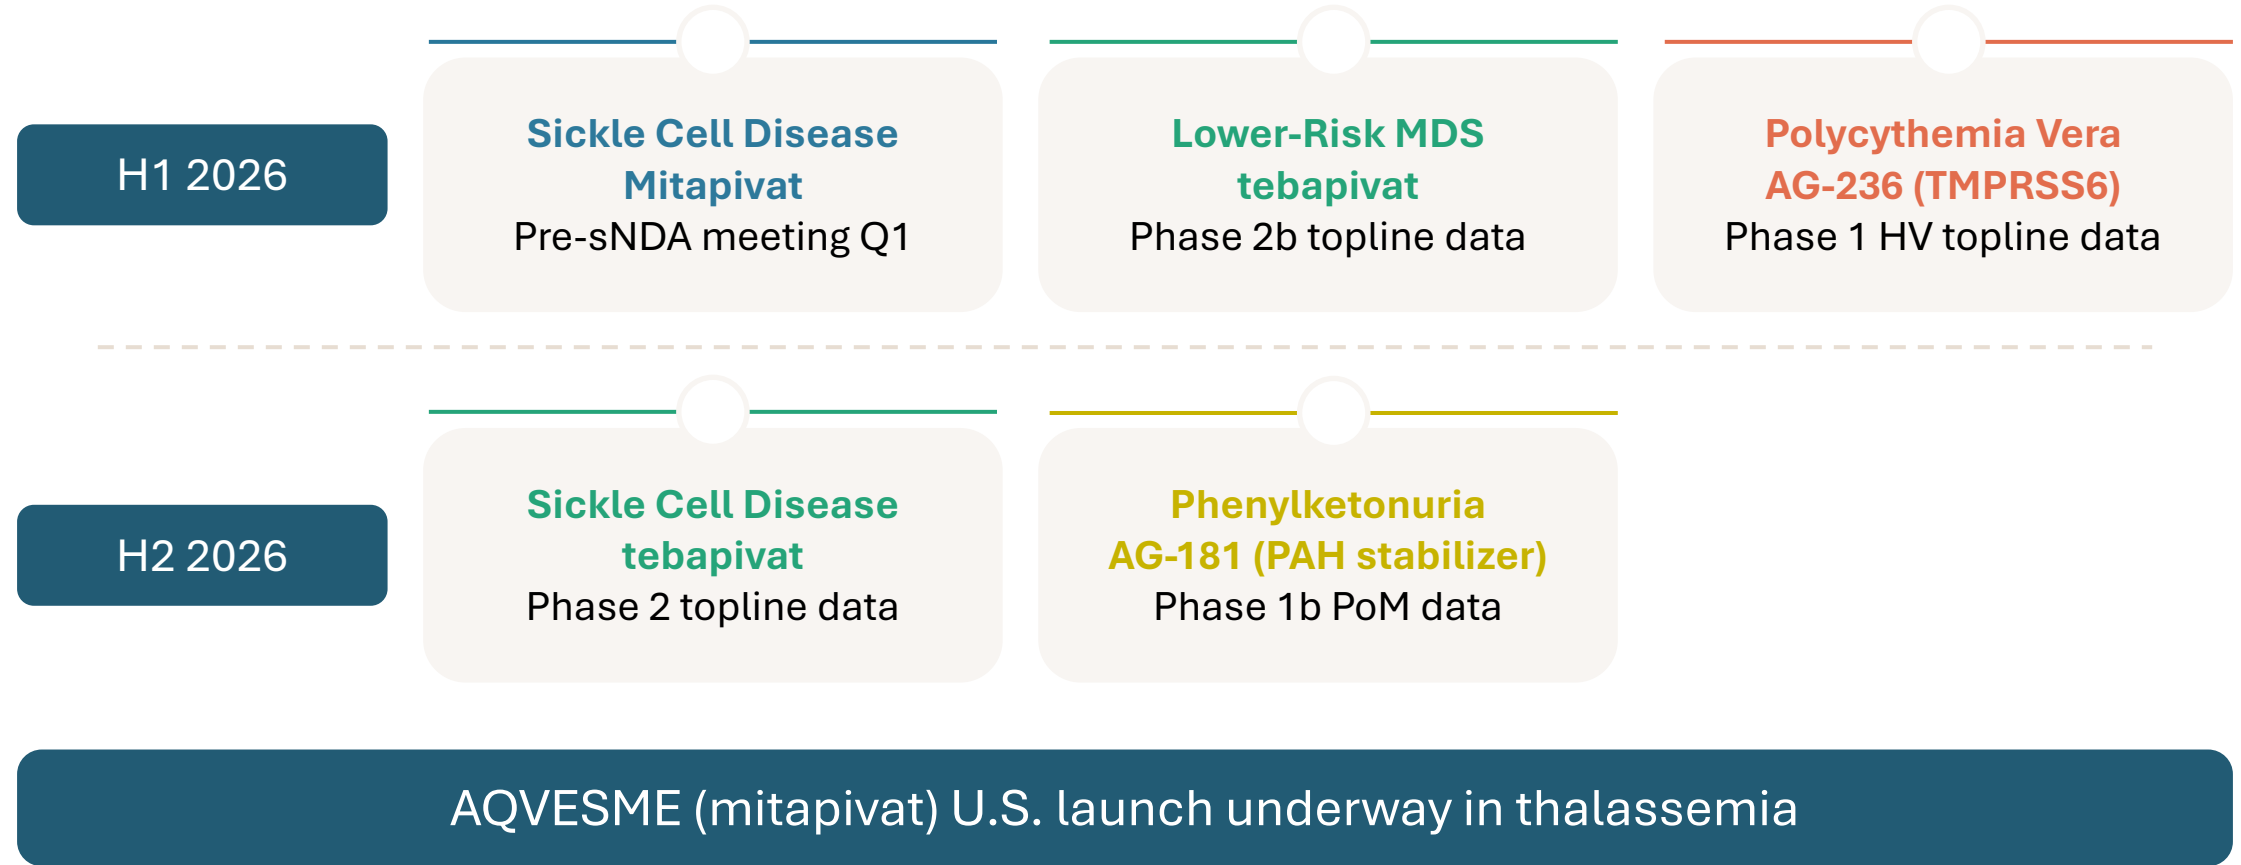 H1 2026
Sickle Cell Disease
Mitapivat
Pre-sNDA meeting Q1
Lower-Risk MDS
tebapivat
Phase 2b topline data
Polycythemia Vera
AG-236 (TMPRSS6)
Phase 1 HV topline data
H2 2026
Sickle Cell Disease
tebapivat
Phase 2 topline data
Phenylketonuria
AG-181 (PAH stabilizer)
Phase 1b PoM data
AQVESME (mitapivat) U.S. launch underway in thalassemia